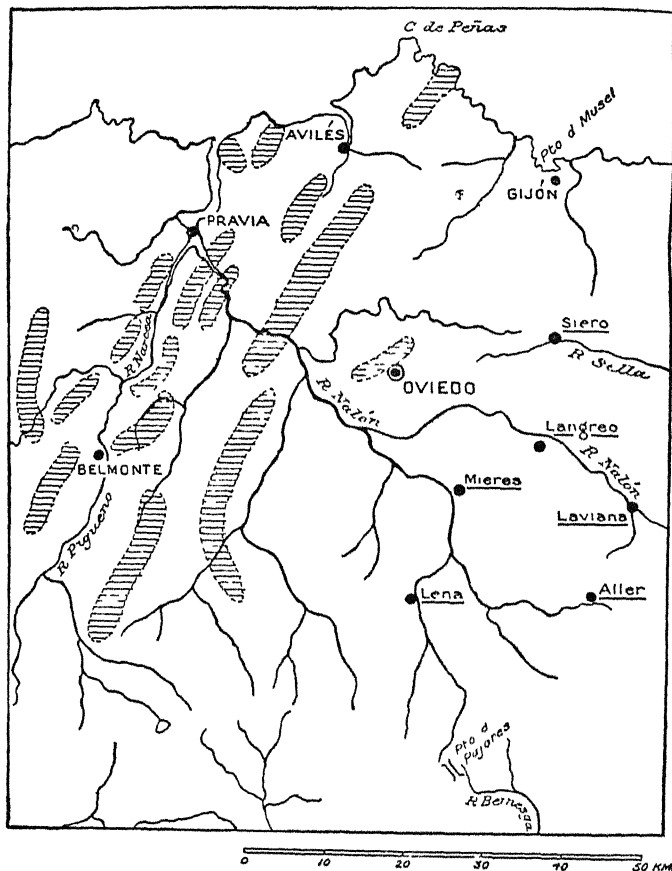 C. de Peñas
Pto d Musel
AVILÉS
GIJÓN
PRAVIA
R. Narcea
Siero
R Sella
OVIEDO
R. Nalón
Langreo
R. Nalón
BELMONTE
Mieres
Laviana
R Pigueno
Lena
Aller
Pto d
Pajares
R Bernesga
0 10 20 30 40 50 KM